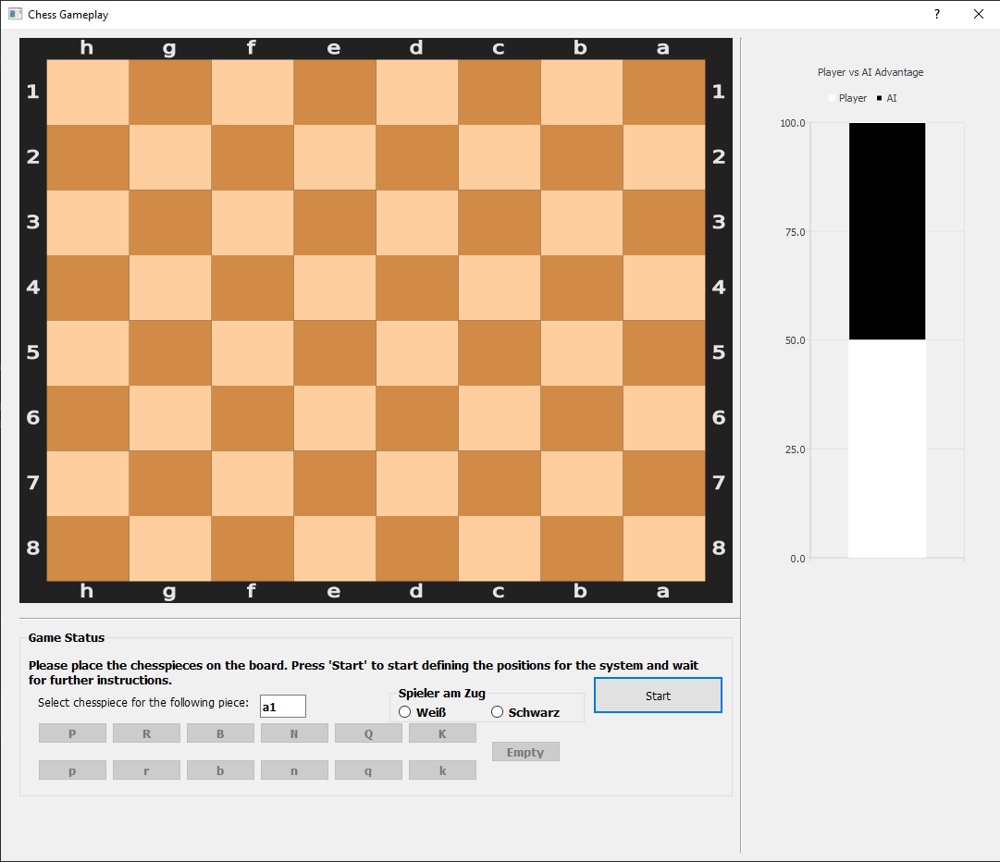 Chess Gameplay
?
h g f e d c b a
1 1
2 2
3 3
4 4
5 5
6 6
7 7
8 8
h g f e d c b a
Player vs AI Advantage
Player AI
100.0
75.0
50.0
25.0
0.0
Game Status
Please place the chesspieces on the board. Press 'Start' to start defining the positions for the system and wait
for further instructions.
Select chesspiece for the following piece: a1
Spieler am Zug
Weiß Schwarz
Start
P R B N Q K
Empty
p r b n q k